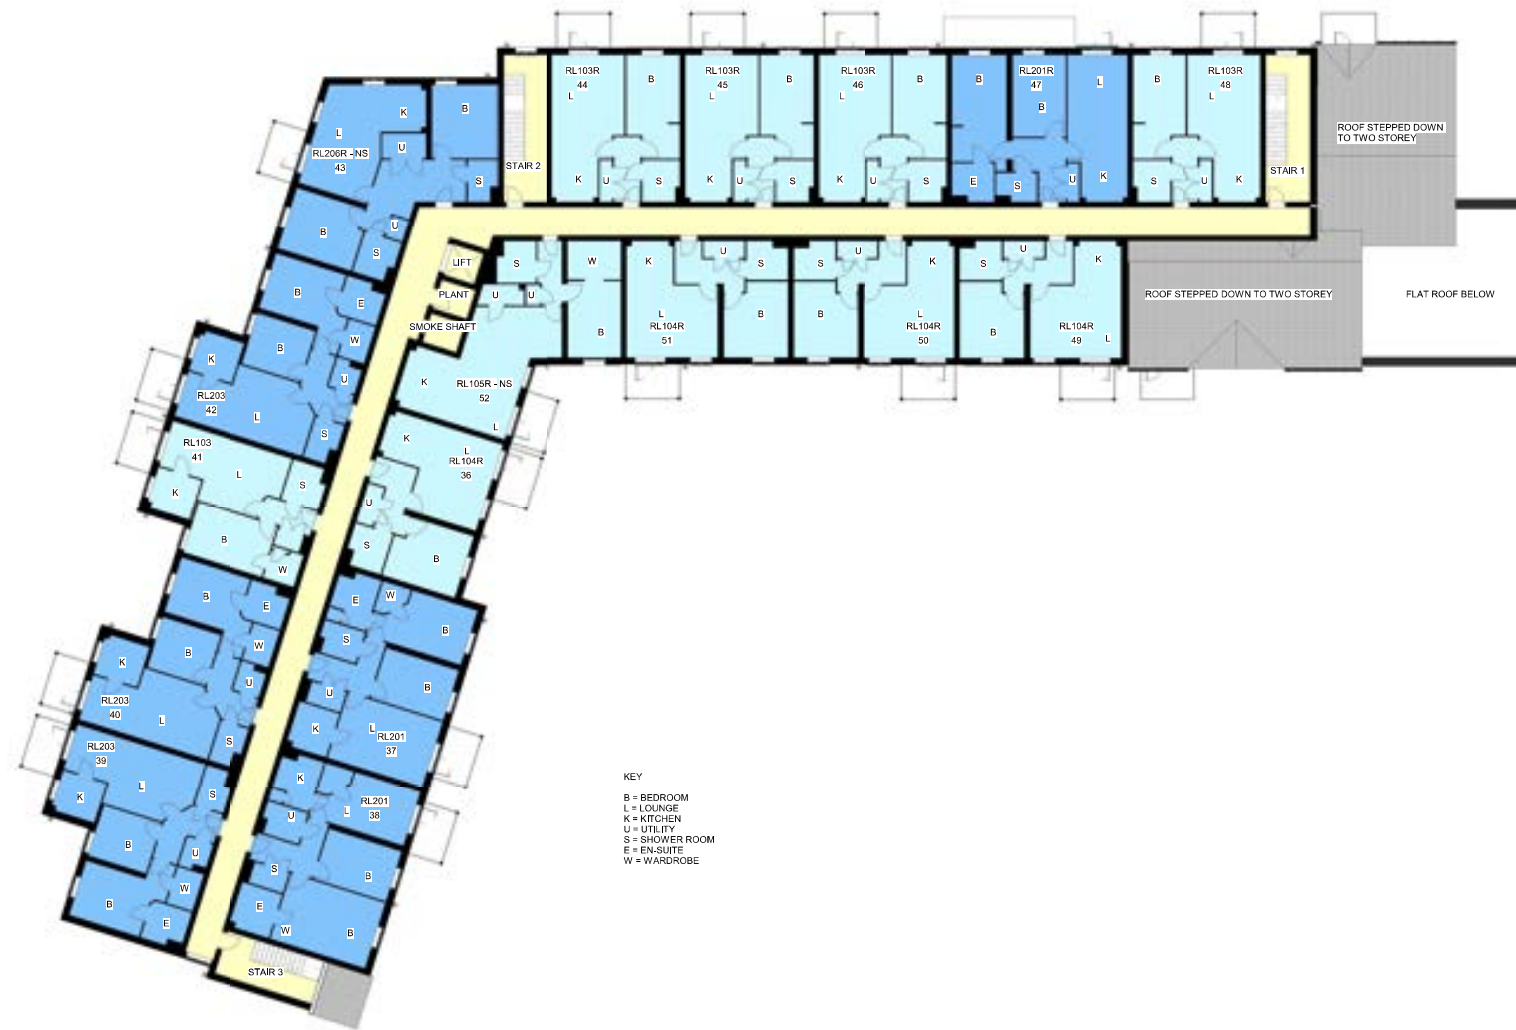 RL103R
44
L
B
K
U
S
RL103R
45
L
B
K
U
S
RL103R
46
L
B
K
U
S
B
RL201R
47
B
L
E
S
U
K
B
RL103R
48
L
S
U
K
STAIR 1
ROOF STEPPED DOWN
TO TWO STOREY
STAIR 2
K
B
L
RL206R - NS
43
U
S
B
U
S
LIFT
PLANT
SMOKE SHAFT
S
W
U
U
B
K
RL105R - NS
52
L
K
U
S
L
RL104R
51
B
S
U
K
B
L
RL104R
50
S
U
K
B
RL104R
49
L
ROOF STEPPED DOWN TO TWO STOREY
FLAT ROOF BELOW
B
E
B
W
K
U
RL203
42
L
S
RL103
41
L
S
K
B
W
K
L
RL104R
36
U
S
B
B
E
B
W
K
U
RL203
40
L
S
E
W
B
S
B
U
K
L
RL201
37
RL203
39
L
S
K
B
U
W
B
E
K
L
RL201
38
U
S
B
E
W
B
STAIR 3
KEY
B = BEDROOM
L = LOUNGE
K = KITCHEN
U = UTILITY
S = SHOWER ROOM
E = EN-SUITE
W = WARDROBE